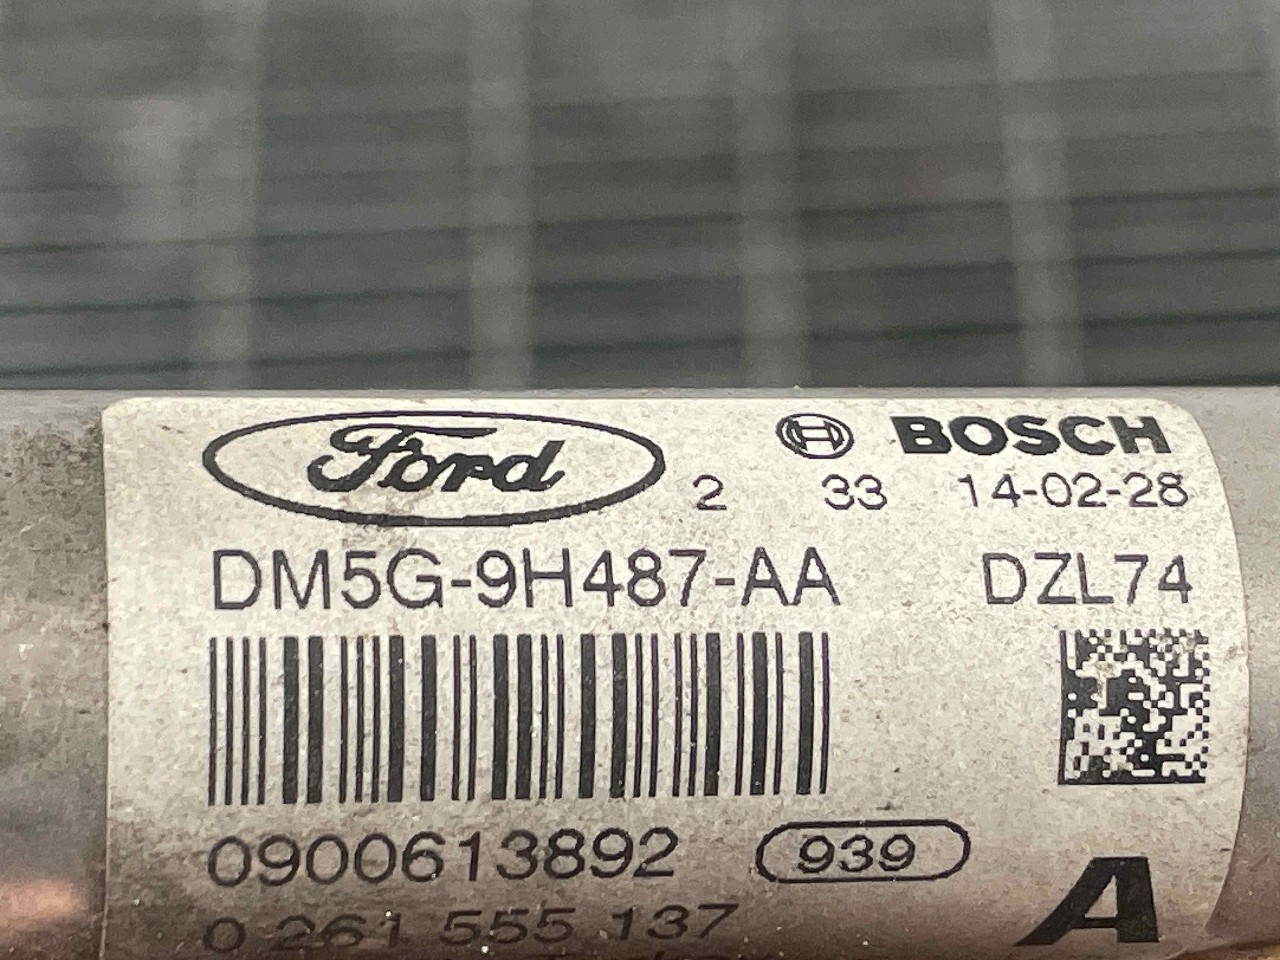 Ford
BOSCH
2 33 14-02-28
DM5G-9H487-AA DZL74
0900613892 939
0 261 555 137
A